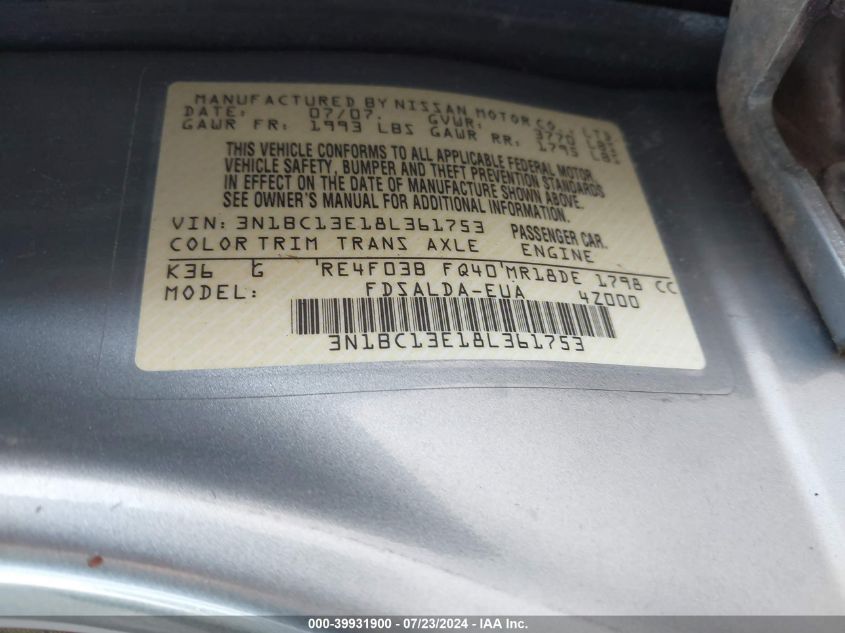 MANUFACTURED BY NISSAN MOTOR CO., LTD.
DATE: 07/07. GVWR: 3770 LBS
GAWR FR: 1993 LBS GAWR RR: 1795 LBS
THIS VEHICLE CONFORMS TO ALL APPLICABLE FEDERAL MOTOR
VEHICLE SAFETY, BUMPER AND THEFT PREVENTION STANDARDS
IN EFFECT ON THE DATE OF MANUFACTURE SHOWN ABOVE.
SEE OWNER'S MANUAL FOR ADDITIONAL INFORMATION.
VIN: 3N1BC13E18L361753 PASSENGER CAR.
COLOR TRIM TRANS AXLE ENGINE
K36 G 'RE4F03B FQ40'MR18DE 1798 CC
MODEL: FDSALDA-EUA 4Z000
3N1BC13E18L361753
000-39931900 / 07/23/2024 - IAA Inc.